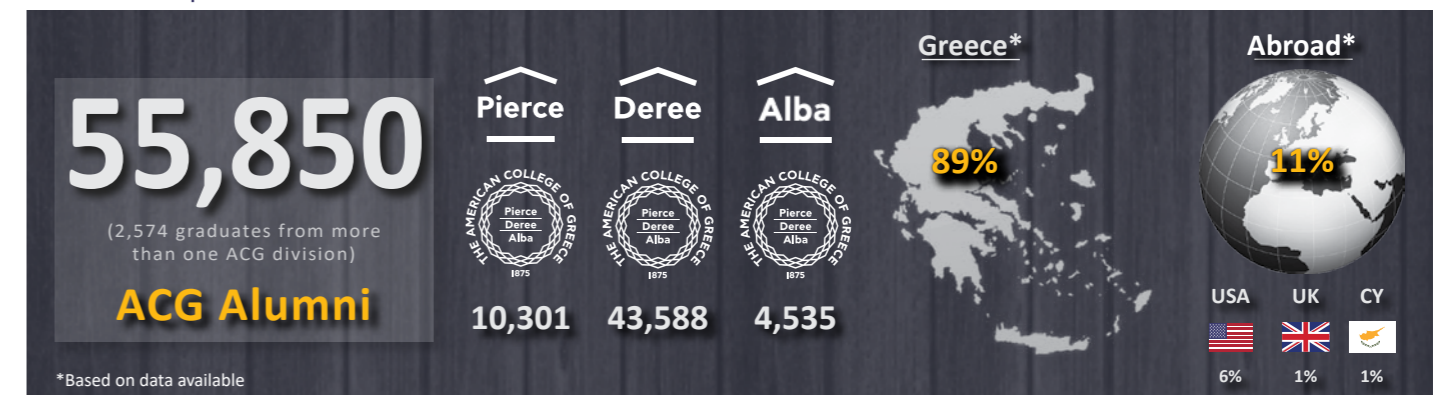 55,850
(2,574 graduates from more
than one ACG division)
ACG Alumni
Pierce
THE AMERICAN COLLEGE OF GREECE
Pierce
Deree
Alba
1875
10,301
Deree
THE AMERICAN COLLEGE OF GREECE
Pierce
Deree
Alba
1875
43,588
Alba
THE AMERICAN COLLEGE OF GREECE
Pierce
Deree
Alba
1875
4,535
Greece*
89%
Abroad*
11%
USA UK CY
6% 1% 1%
*Based on data available